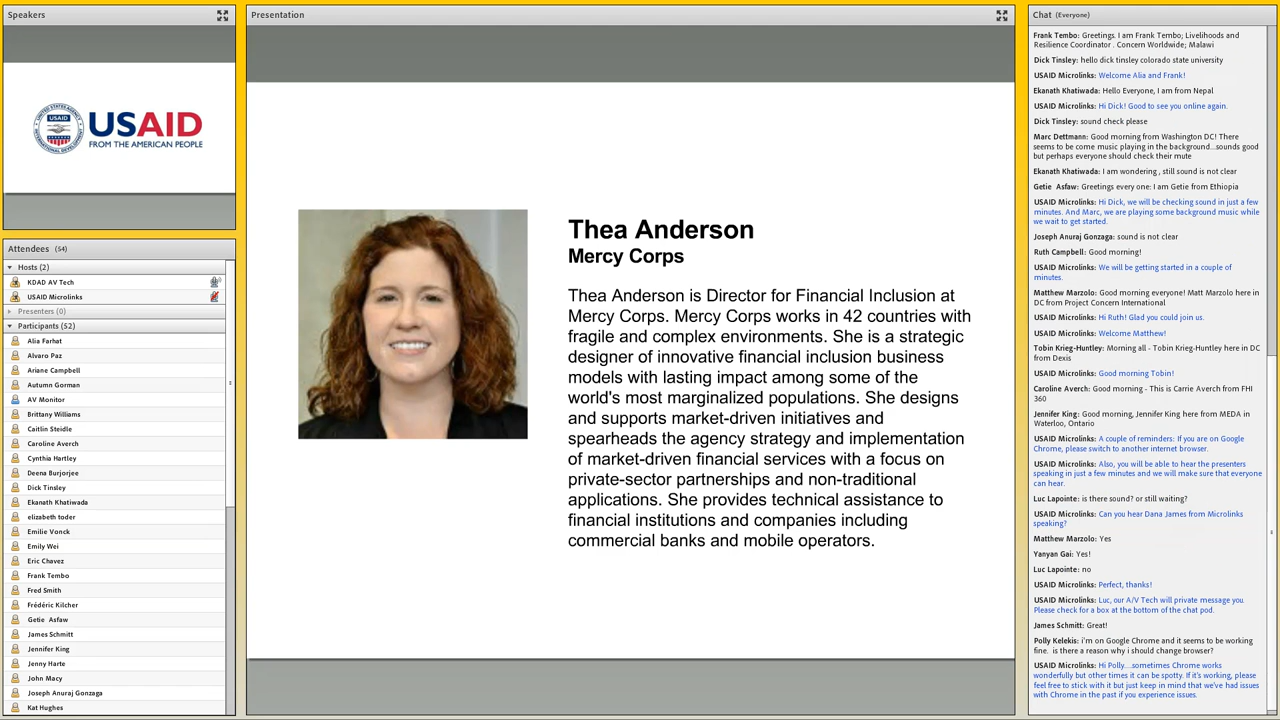 Speakers
UNITED STATES AGENCY
INTERNATIONAL DEVELOPMENT
USAID
USAID
FROM THE AMERICAN PEOPLE
Attendees (54)
Hosts (2)
KDAD AV Tech
USAID Microlinks
Presenters (0)
Participants (52)
Alia Farhat
Alvaro Paz
Ariane Campbell
Autumn Gorman
AV Monitor
Brittany Williams
Caitlin Steidle
Caroline Averch
Cynthia Hartley
Deena Burjorjee
Dick Tinsley
Ekanath Khatiwada
elizabeth toder
Emilie Vonck
Emily Wei
Eric Chavez
Frank Tembo
Fred Smith
Frédéric Kilcher
Getie Asfaw
James Schmitt
Jennifer King
Jenny Harte
John Macy
Joseph Anuraj Gonzaga
Kat Hughes
Presentation
Thea Anderson
Mercy Corps
Thea Anderson is Director for Financial Inclusion at
Mercy Corps. Mercy Corps works in 42 countries with
fragile and complex environments. She is a strategic
designer of innovative financial inclusion business
models with lasting impact among some of the
world's most marginalized populations. She designs
and supports market-driven initiatives and
spearheads the agency strategy and implementation
of market-driven financial services with a focus on
private-sector partnerships and non-traditional
applications. She provides technical assistance to
financial institutions and companies including
commercial banks and mobile operators.
Chat (Everyone)
Frank Tembo: Greetings. I am Frank Tembo; Livelihoods and
Resilience Coordinator . Concern Worldwide; Malawi
Dick Tinsley: hello dick tinsley colorado state university
USAID Microlinks: Welcome Alia and Frank!
Ekanath Khatiwada: Hello Everyone, I am from Nepal
USAID Microlinks: Hi Dick! Good to see you online again.
Dick Tinsley: sound check please
Marc Dettmann: Good morning from Washington DC! There
seems to be come music playing in the background...sounds good
but perhaps everyone should check their mute
Ekanath Khatiwada: I am wondering , still sound is not clear
Getie Asfaw: Greetings every one: I am Getie from Ethiopia
USAID Microlinks: Hi Dick, we will be checking sound in just a few
minutes. And Marc, we are playing some background music while
we wait to get started.
Joseph Anuraj Gonzaga: sound is not clear
Ruth Campbell: Good morning!
USAID Microlinks: We will be getting started in a couple of
minutes.
Matthew Marzolo: Good morning everyone! Matt Marzolo here in
DC from Project Concern International
USAID Microlinks: Hi Ruth! Glad you could join us.
USAID Microlinks: Welcome Matthew!
Tobin Krieg-Huntley: Morning all - Tobin Krieg-Huntley here in DC
from Dexis
USAID Microlinks: Good morning Tobin!
Caroline Averch: Good morning - This is Carrie Averch from FHI
360
Jennifer King: Good morning, Jennifer King here from MEDA in
Waterloo, Ontario
USAID Microlinks: A couple of reminders: If you are on Google
Chrome, please switch to another internet browser.
USAID Microlinks: Also, you will be able to hear the presenters
speaking in just a few minutes and we will make sure that everyone
can hear.
Luc Lapointe: is there sound? or still waiting?
USAID Microlinks: Can you hear Dana James from Microlinks
speaking?
Matthew Marzolo: Yes
Yanyan Gai: Yes!
Luc Lapointe: no
USAID Microlinks: Perfect, thanks!
USAID Microlinks: Luc, our A/V Tech will private message you.
Please check for a box at the bottom of the chat pod.
James Schmitt: Great!
Polly Kelekis: i'm on Google Chrome and it seems to be working
fine. is there a reason why i should change browser?
USAID Microlinks: Hi Polly....sometimes Chrome works
wonderfully but other times it can be spotty. If it's working, please
feel free to stick with it but just keep in mind that we've had issues
with Chrome in the past if you experience issues.